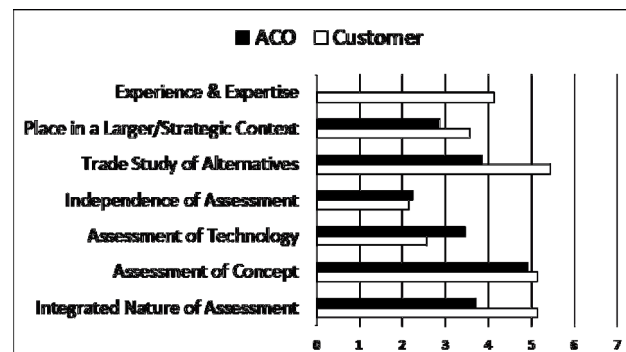 ACO Customer
Experience & Expertise
Place in a Larger/Strategic Context
Trade Study of Alternatives
Independence of Assessment
Assessment of Technology
Assessment of Concept
Integrated Nature of Assessment
0 1 2 3 4 5 6 7